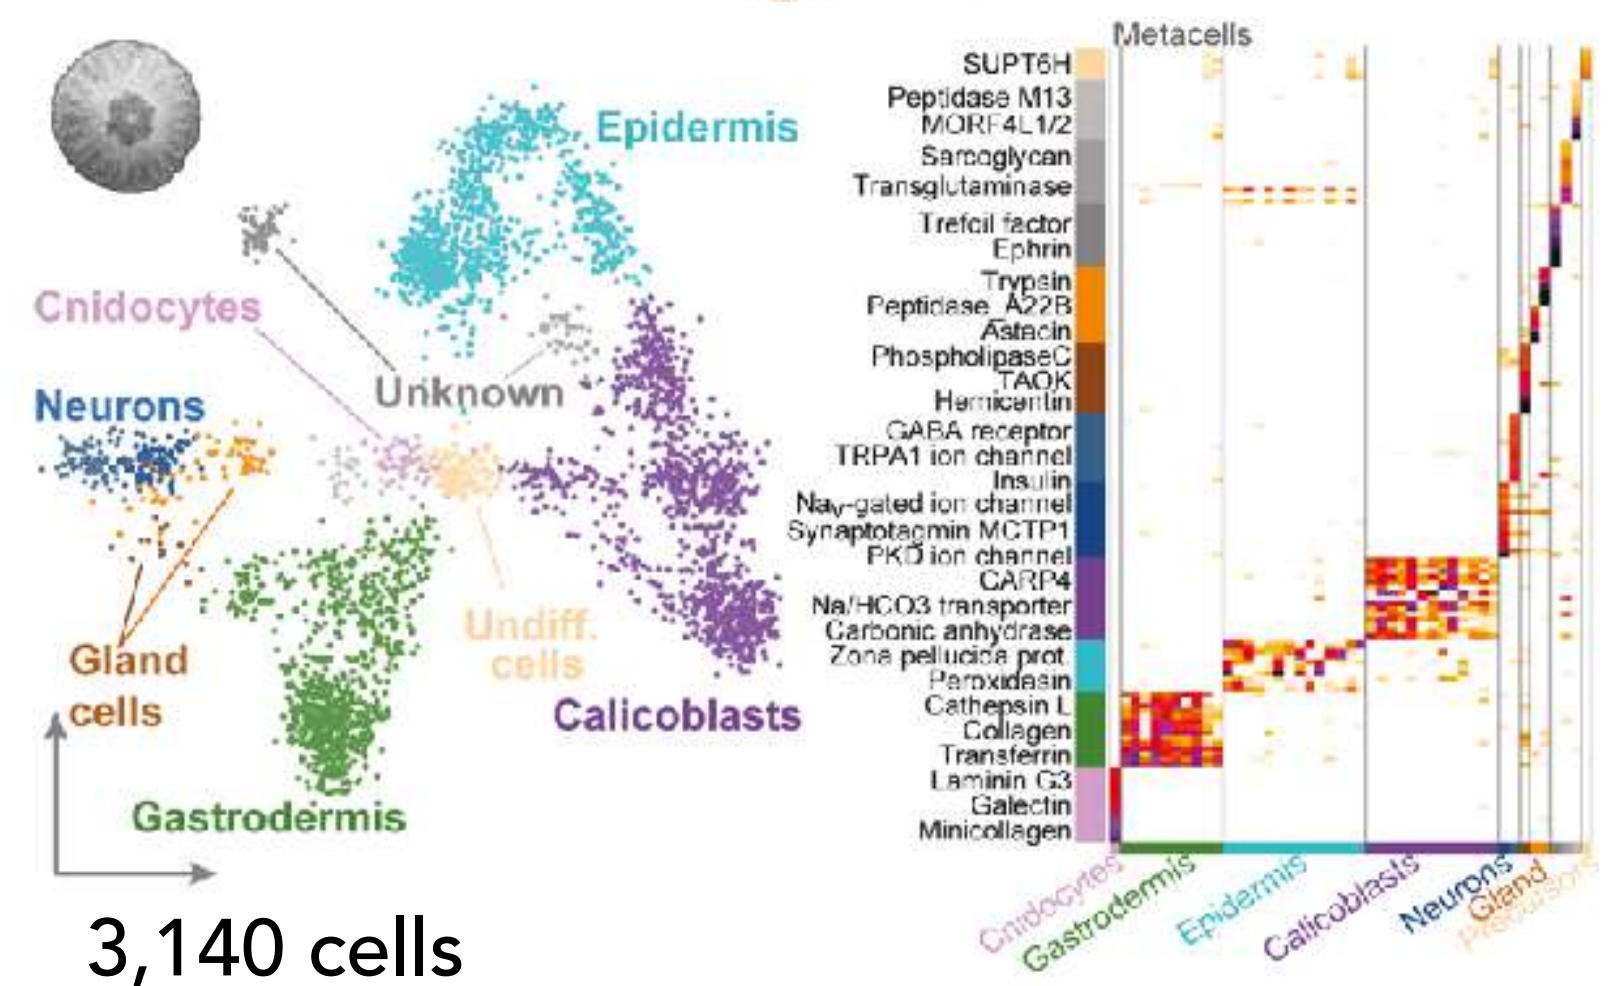 Epidermis
Cnidocytes
Unknown
Neurons
Undiff.
cells
Gland
cells
Calicoblasts
Gastrodermis
3,140 cells
Metacells
SUPT6H
Peptidase M13
MORF4L1/2
Sarcoglycan
Transglutaminase
Trefoil factor
Ephrin
Trypsin
Peptidase_A22B
Astacin
PhospholipaseC
TAOK
Hemicentin
GABA receptor
TRPA1 ion channel
Insulin
Nav-gated ion channel
Synaptotagmin MCTP1
PKD ion channel
CARP4
Na/HCO3 transporter
Carbonic anhydrase
Zona pellucida prot.
Peroxidasin
Cathepsin L
Collagen
Transferrin
Laminin G3
Galectin
Minicollagen
Cnidocytes
Gastrodermis
Epidermis
Calicoblasts
Neurons
Gland
Precursors